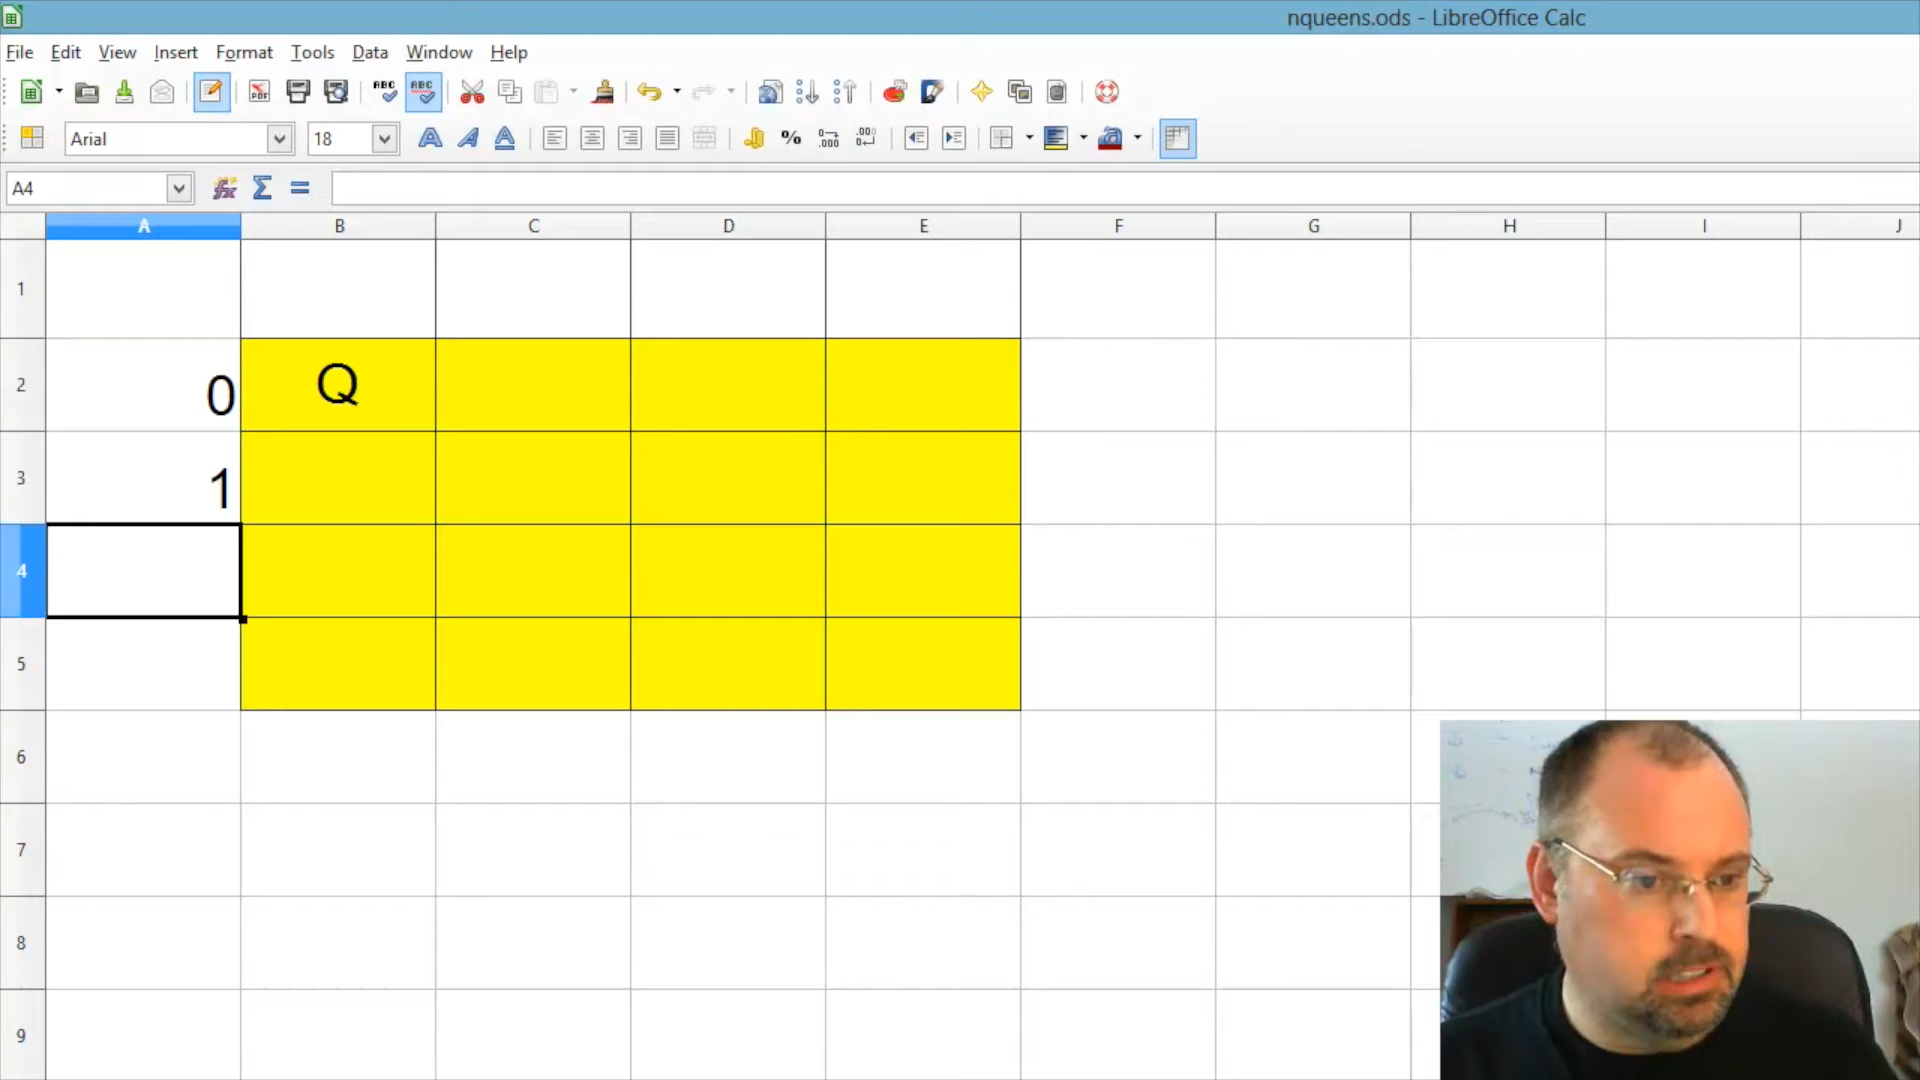 nqueens.ods - LibreOffice Calc
File Edit View Insert Format Tools Data Window Help
Arial 18
A4
A B C D E F G H I J
1
2 0 Q
3 1
4
5
6
7
8
9